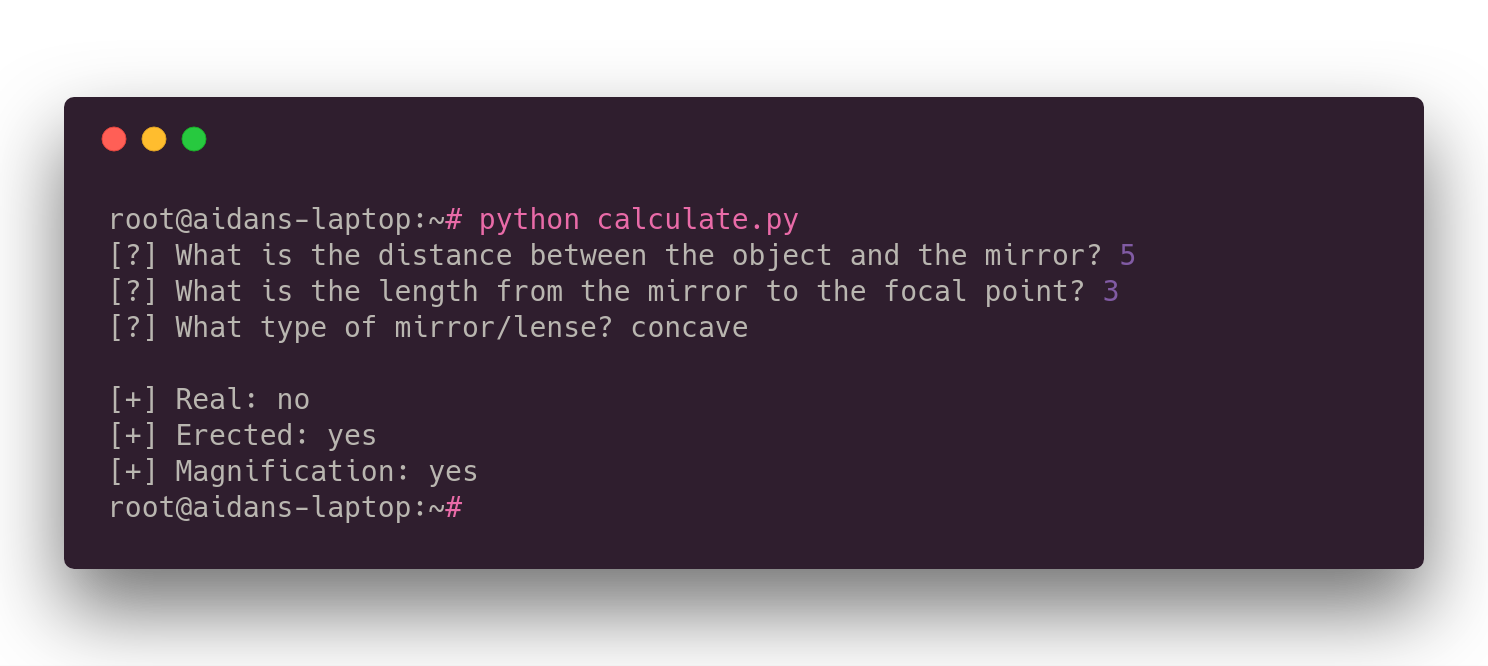 root@aidans-laptop:~# python calculate.py
[?] What is the distance between the object and the mirror? 5
[?] What is the length from the mirror to the focal point? 3
[?] What type of mirror/lense? concave
[+] Real: no
[+] Erected: yes
[+] Magnification: yes
root@aidans-laptop:~#